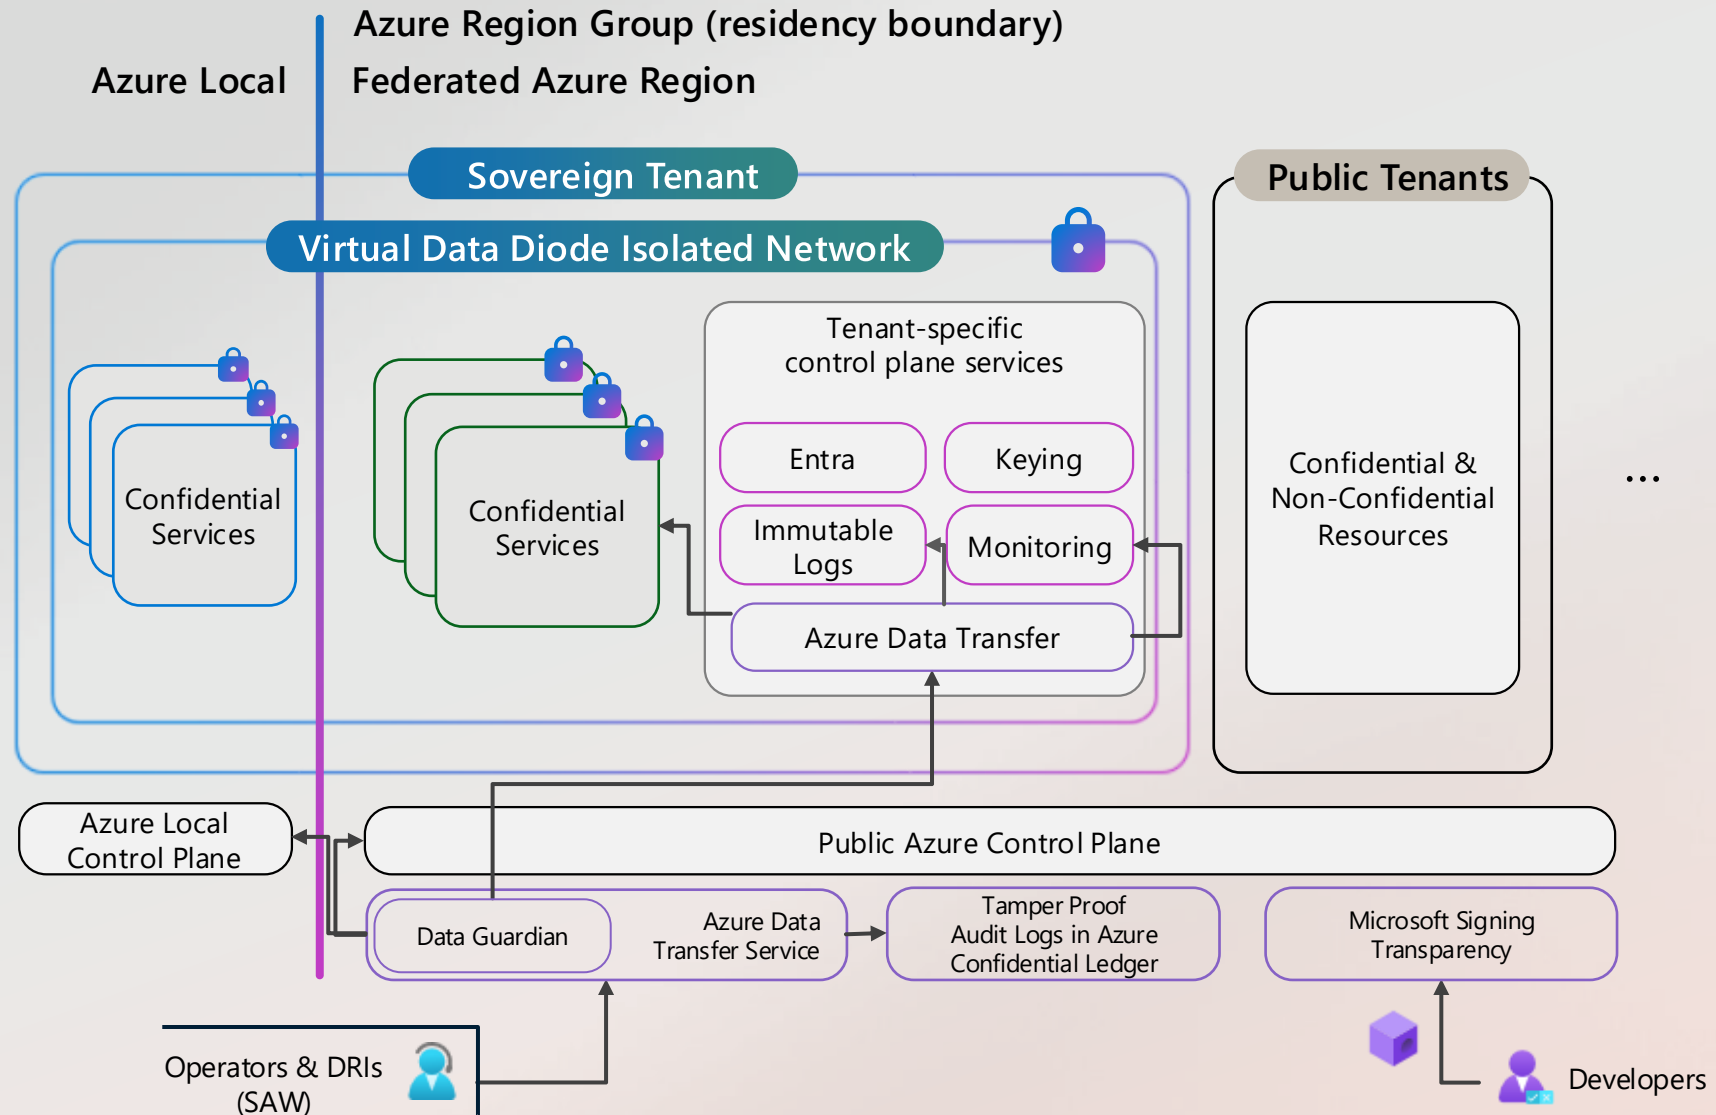 Azure Region Group (residency boundary)
Azure Local
Federated Azure Region
Sovereign Tenant
Public Tenants
Virtual Data Diode Isolated Network
Tenant-specific
control plane services
Confidential
Services
Confidential
Services
Entra
Keying
Immutable
Logs
Monitoring
Azure Data Transfer
Confidential &
Non-Confidential
Resources
...
Azure Local
Control Plane
Public Azure Control Plane
Data Guardian
Azure Data
Transfer Service
Tamper Proof
Audit Logs in Azure
Confidential Ledger
Microsoft Signing
Transparency
Operators & DRIs
(SAW)
Developers